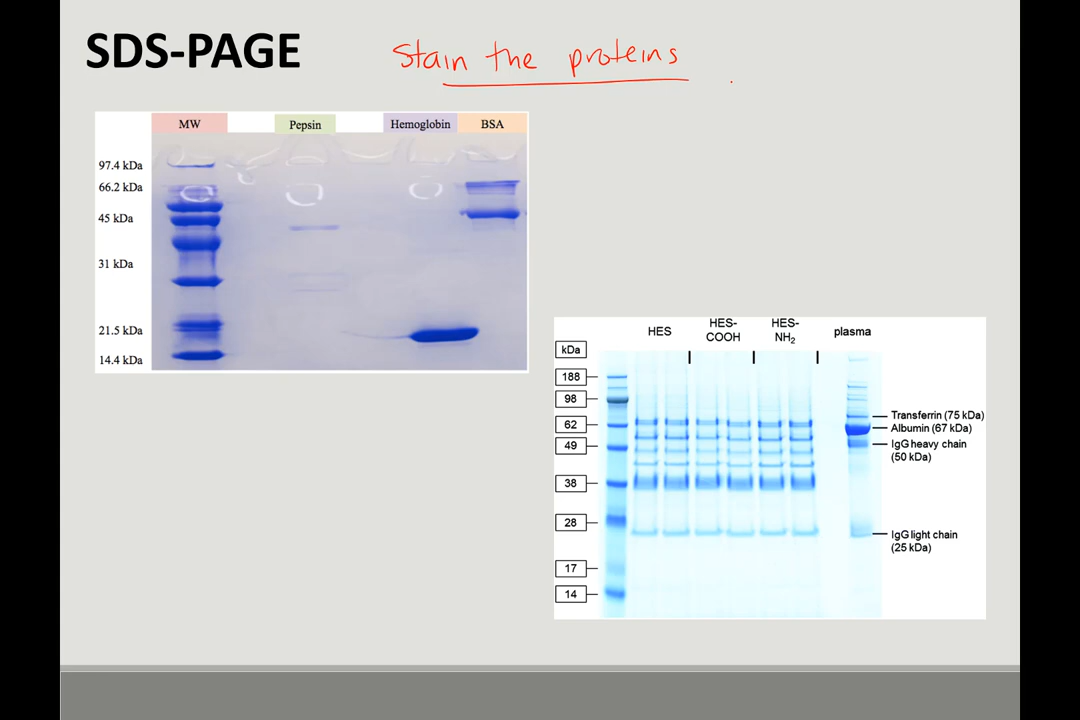 SDS-PAGE
Stain the proteins
MW Pepsin Hemoglobin BSA
97.4 kDa
66.2 kDa
45 kDa
31 kDa
21.5 kDa
14.4 kDa
HES HES-COOH HES-NH₂ plasma
kDa
188
98
62
49
38
28
17
14
Transferrin (75 kDa)
Albumin (67 kDa)
IgG heavy chain
(50 kDa)
IgG light chain
(25 kDa)